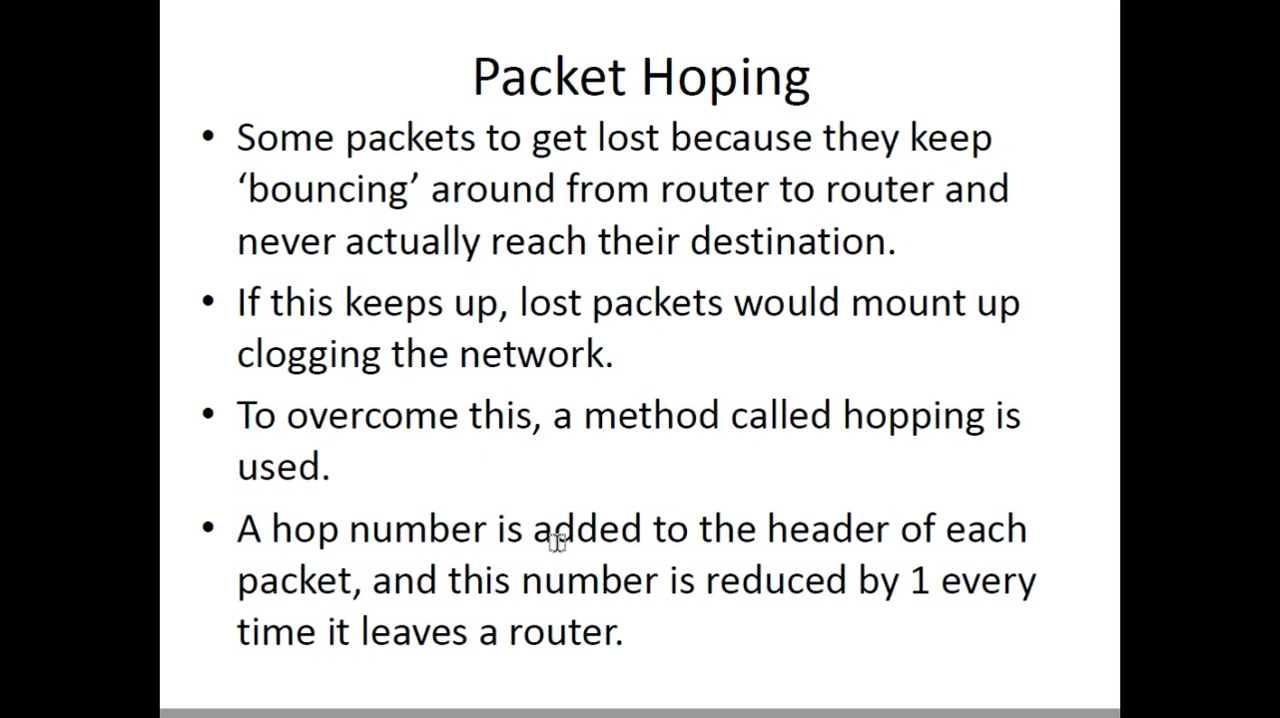 Packet Hoping
• Some packets to get lost because they keep
‘bouncing’ around from router to router and
never actually reach their destination.
• If this keeps up, lost packets would mount up
clogging the network.
• To overcome this, a method called hopping is
used.
• A hop number is added to the header of each
packet, and this number is reduced by 1 every
time it leaves a router.